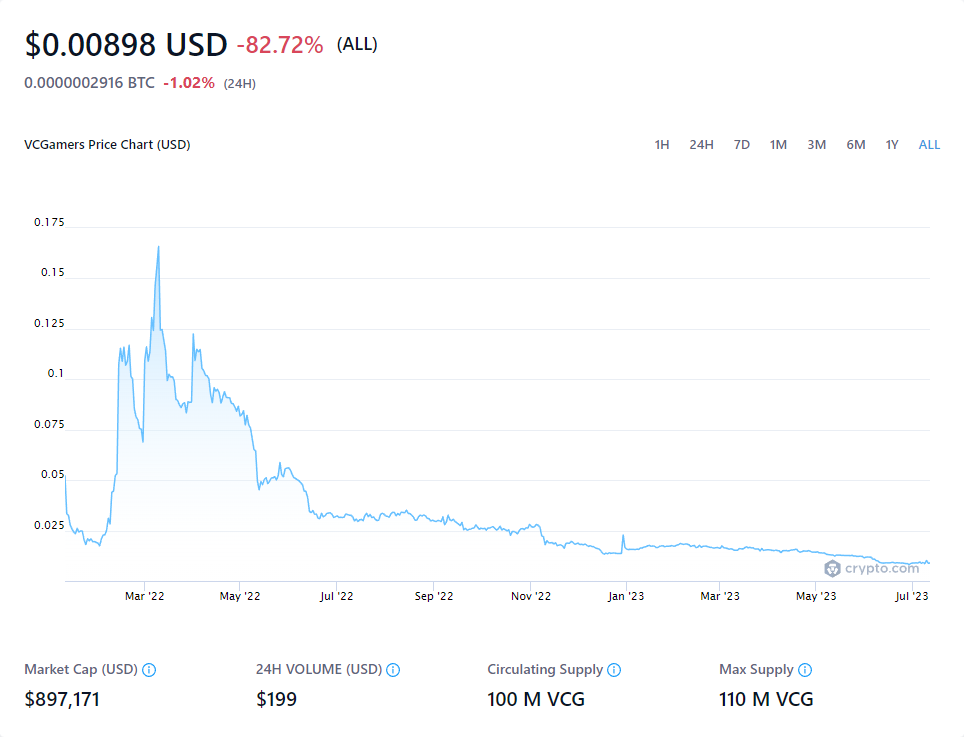 $0.00898 USD -82.72% (ALL)
0.0000002916 BTC -1.02% (24H)
VCGamers Price Chart (USD) 1H 24H 7D 1M 3M 6M 1Y ALL
0.175
0.15
0.125
0.1
0.075
0.05
0.025
crypto.com
Mar '22 May '22 Jul '22 Sep '22 Nov '22 Jan '23 Mar '23 May '23 Jul '23
Market Cap (USD) 24H VOLUME (USD) Circulating Supply Max Supply
$897,171 $199 100 M VCG 110 M VCG